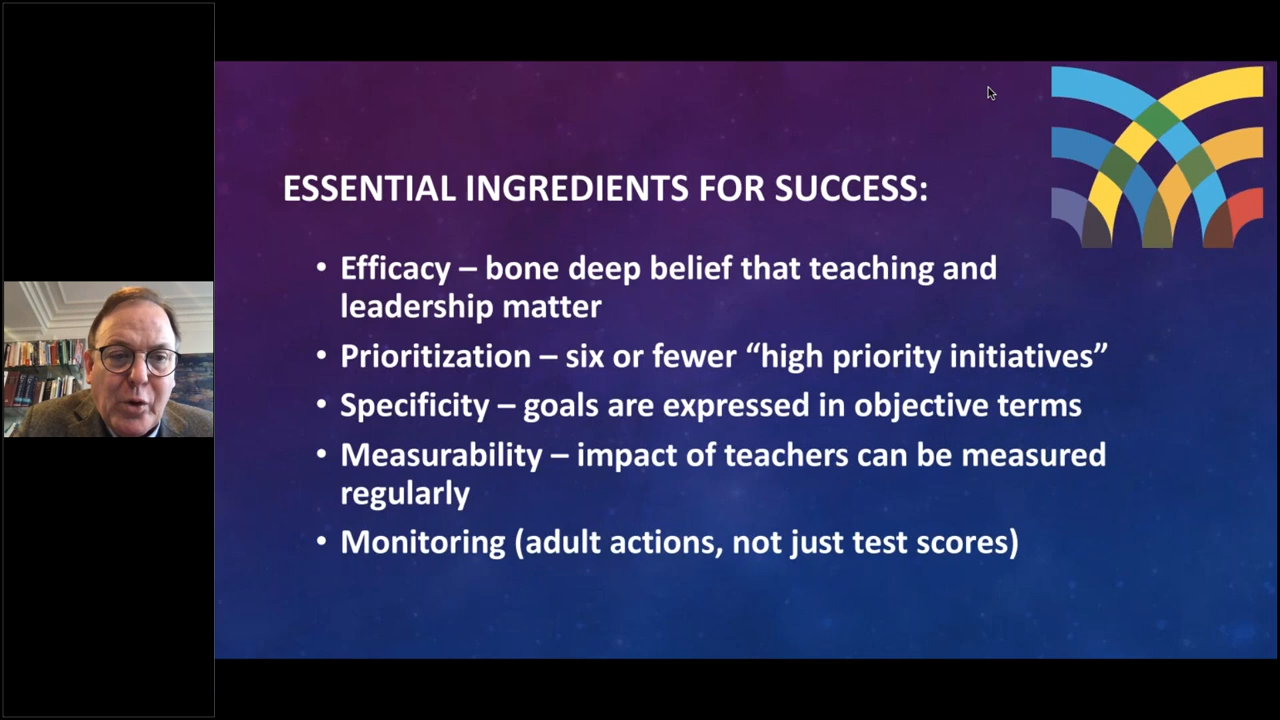 ESSENTIAL INGREDIENTS FOR SUCCESS:
• Efficacy – bone deep belief that teaching and
leadership matter
• Prioritization – six or fewer “high priority initiatives”
• Specificity – goals are expressed in objective terms
• Measurability – impact of teachers can be measured
regularly
• Monitoring (adult actions, not just test scores)